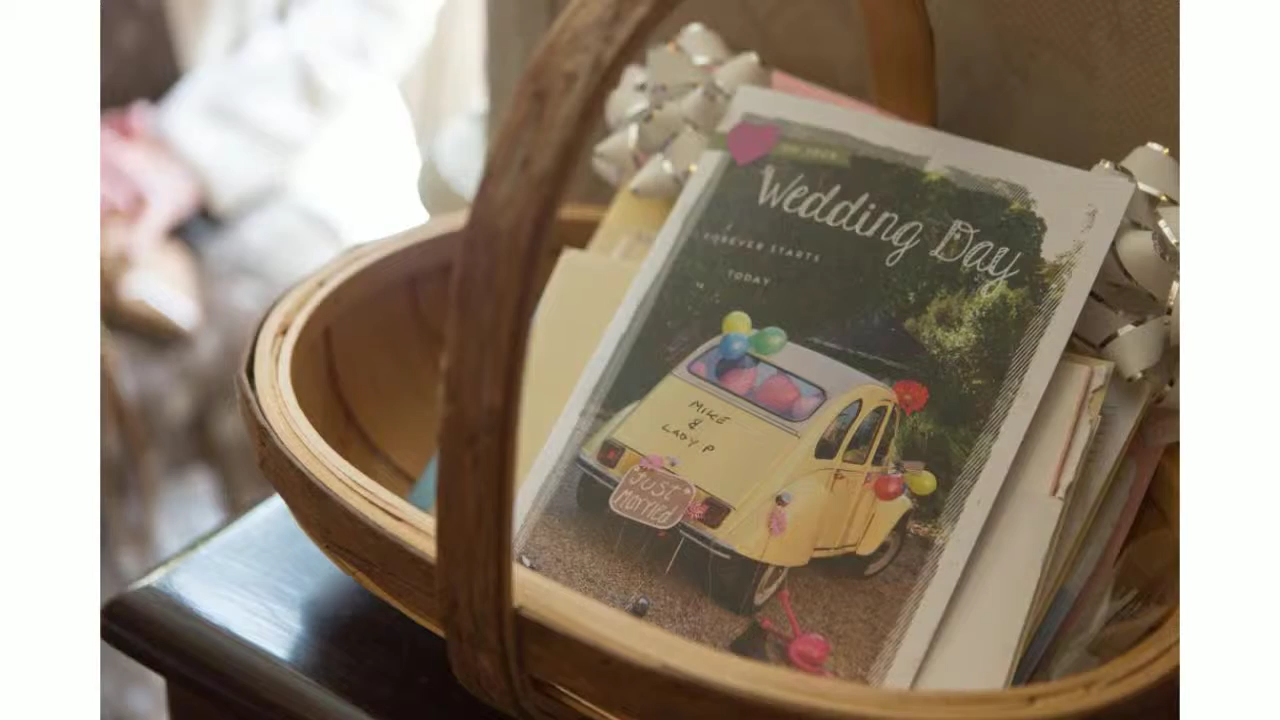 Wedding Day
FOREVER STARTS
TODAY
MIKE
&
LADY P
JUST
MARRIED